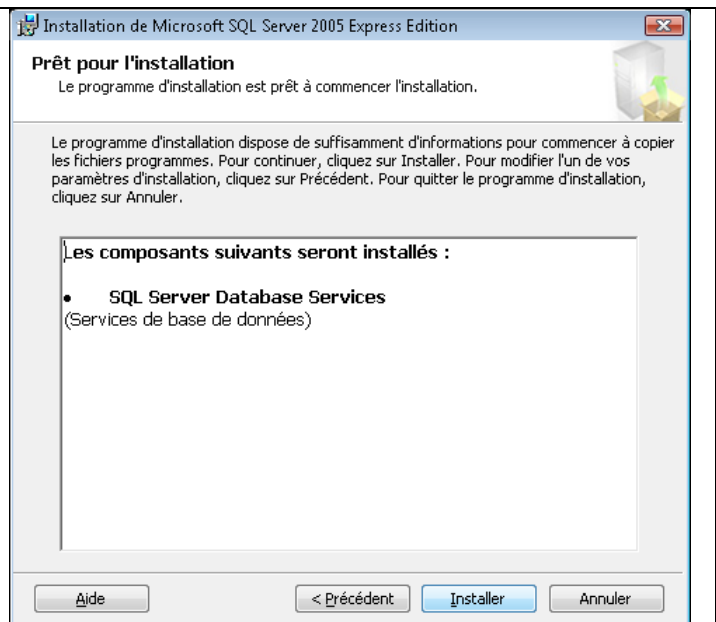 Installation de Microsoft SQL Server 2005 Express Edition
Prêt pour l'installation
Le programme d'installation est prêt à commencer l'installation.
Le programme d'installation dispose de suffisamment d'informations pour commencer à copier
les fichiers programmes. Pour continuer, cliquez sur Installer. Pour modifier l'un de vos
paramètres d'installation, cliquez sur Précédent. Pour quitter le programme d'installation,
cliquez sur Annuler.
Les composants suivants seront installés :
• SQL Server Database Services
(Services de base de données)
Aide
< Précédent
Installer
Annuler